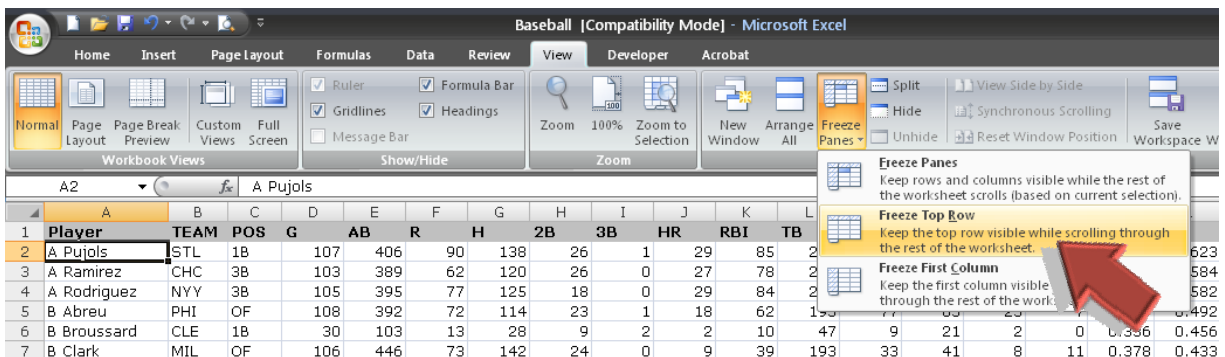 Baseball [Compatibility Mode] - Microsoft Excel
Home Insert Page Layout Formulas Data Review View Developer Acrobat
Normal Page Layout Page Break Preview Custom Views Full Screen
Workbook Views
Ruler Formula Bar
Gridlines Headings
Message Bar
Show/Hide
Zoom 100% Zoom to Selection
Zoom
New Window Arrange All Freeze Panes
Split View Side by Side
Hide Synchronous Scrolling
Unhide Reset Window Position
Save Workspace W
Freeze Panes
Keep rows and columns visible while the rest of
the worksheet scrolls (based on current selection).
Freeze Top Row
Keep the top row visible while scrolling through
the rest of the worksheet.
Freeze First Column
Keep the first column visible
through the rest of the
A2 fx A Pujols
A B C D E F G H I J K L
1 Player TEAM POS G AB R H 2B 3B HR RBI TB
2 A Pujols STL 1B 107 406 90 138 26 1 29 85
3 A Ramirez CHC 3B 103 389 62 120 26 0 27 78
4 A Rodriguez NYY 3B 105 395 77 125 18 0 29 84
5 B Abreu PHI OF 108 392 72 114 23 1 18 62 0.492
6 B Broussard CLE 1B 30 103 13 28 9 2 2 10 47 9 21 2 0 0.456
7 B Clark MIL OF 106 446 73 142 24 0 9 39 193 33 41 8 11 0.378 0.433